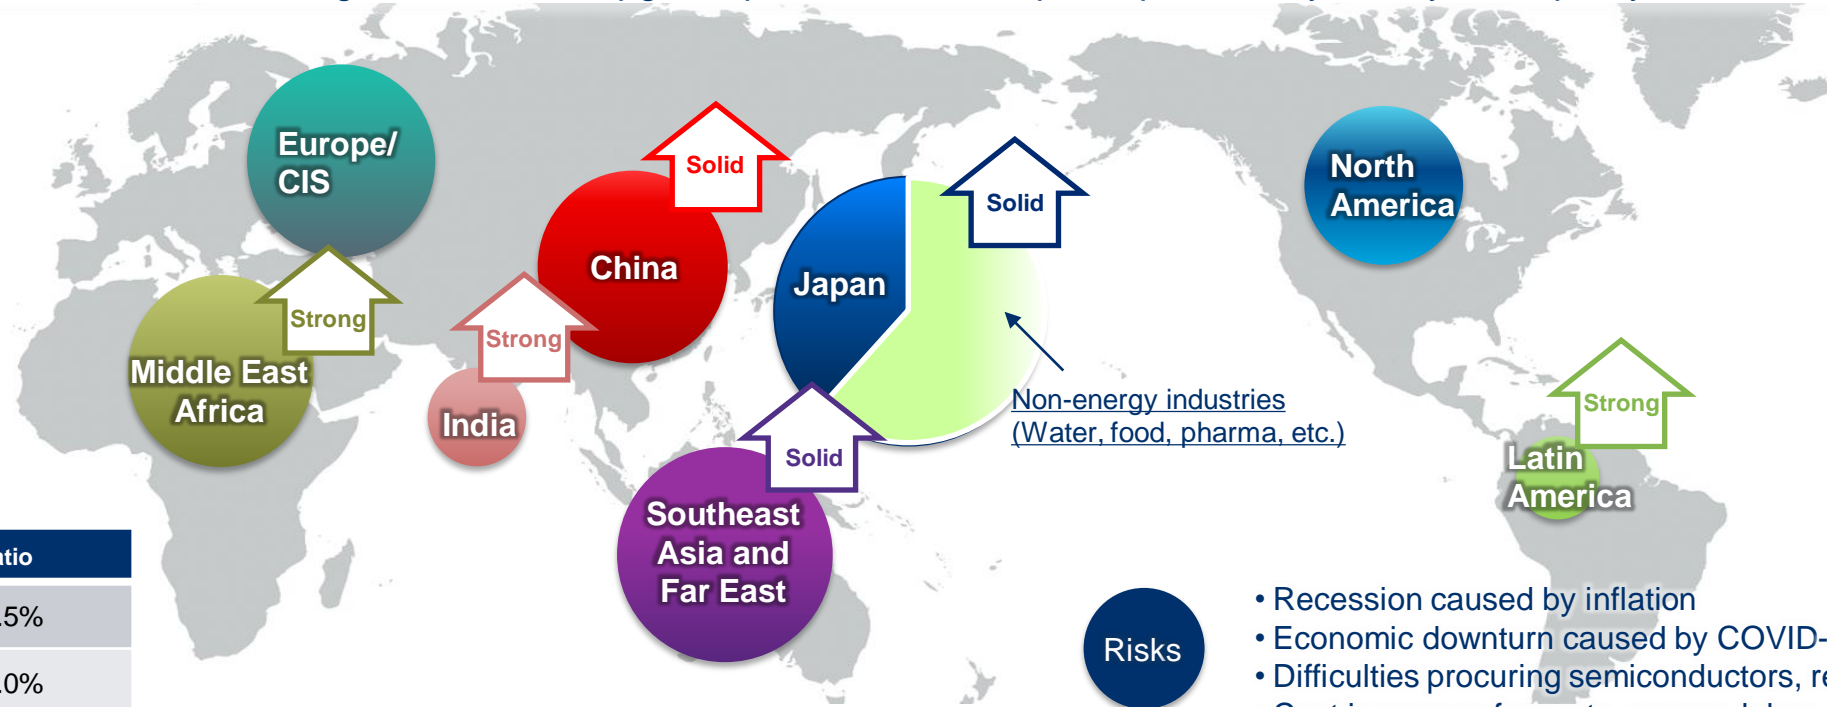 Europe/
CIS
Solid
Solid
North
America
China
Japan
Strong
Strong
Middle East
Africa
India
Non-energy industries
(Water, food, pharma, etc.)
Strong
Solid
Latin
America
Southeast
Asia and
Far East
.5%
.0%
Risks
• Recession caused by inflation
• Economic downturn caused by COVID-
• Difficulties procuring semiconductors,